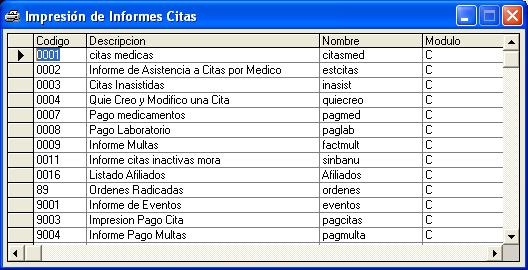 Impresión de Informes Citas
Codigo Descripcion Nombre Modulo
0001 citas medicas citasmed C
0002 Informe de Asistencia a Citas por Medico estcitas C
0003 Citas Inasistidas inasist C
0004 Quie Creo y Modifico una Cita quiecreo C
0007 Pago medicamentos pagmed C
0008 Pago Laboratorio paglab C
0009 Informe Multas factmult C
0011 Informe citas inactivas mora sinbanu C
0016 Listado Afiliados Afiliados C
89 Ordenes Radicadas ordenes C
9001 Informe de Eventos eventos C
9003 Impresion Pago Cita pagcitas C
9004 Informe Pago Multas pagmulta C